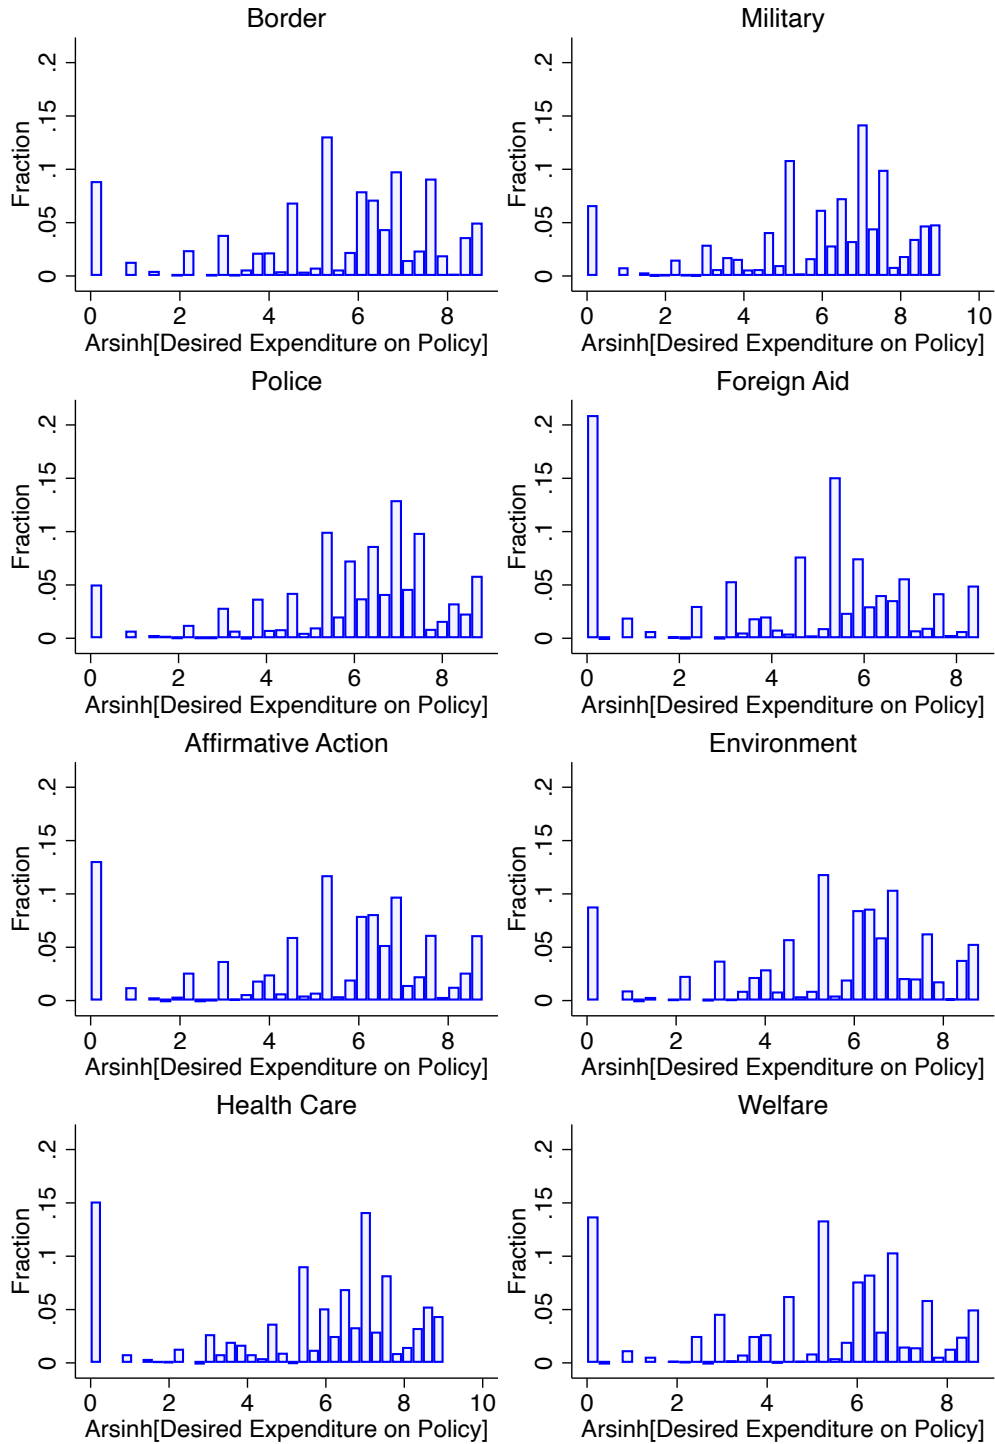 Border
Fraction
0 .05 .1 .15 .2
0 2 4 6 8
Arsinh[Desired Expenditure on Policy]
Military
Fraction
0 .05 .1 .15 .2
0 2 4 6 8 10
Arsinh[Desired Expenditure on Policy]
Police
Fraction
0 .05 .1 .15 .2
0 2 4 6 8
Arsinh[Desired Expenditure on Policy]
Foreign Aid
Fraction
0 .05 .1 .15 .2
0 2 4 6 8
Arsinh[Desired Expenditure on Policy]
Affirmative Action
Fraction
0 .05 .1 .15 .2
0 2 4 6 8
Arsinh[Desired Expenditure on Policy]
Environment
Fraction
0 .05 .1 .15 .2
0 2 4 6 8
Arsinh[Desired Expenditure on Policy]
Health Care
Fraction
0 .05 .1 .15 .2
0 2 4 6 8 10
Arsinh[Desired Expenditure on Policy]
Welfare
Fraction
0 .05 .1 .15 .2
0 2 4 6 8
Arsinh[Desired Expenditure on Policy]